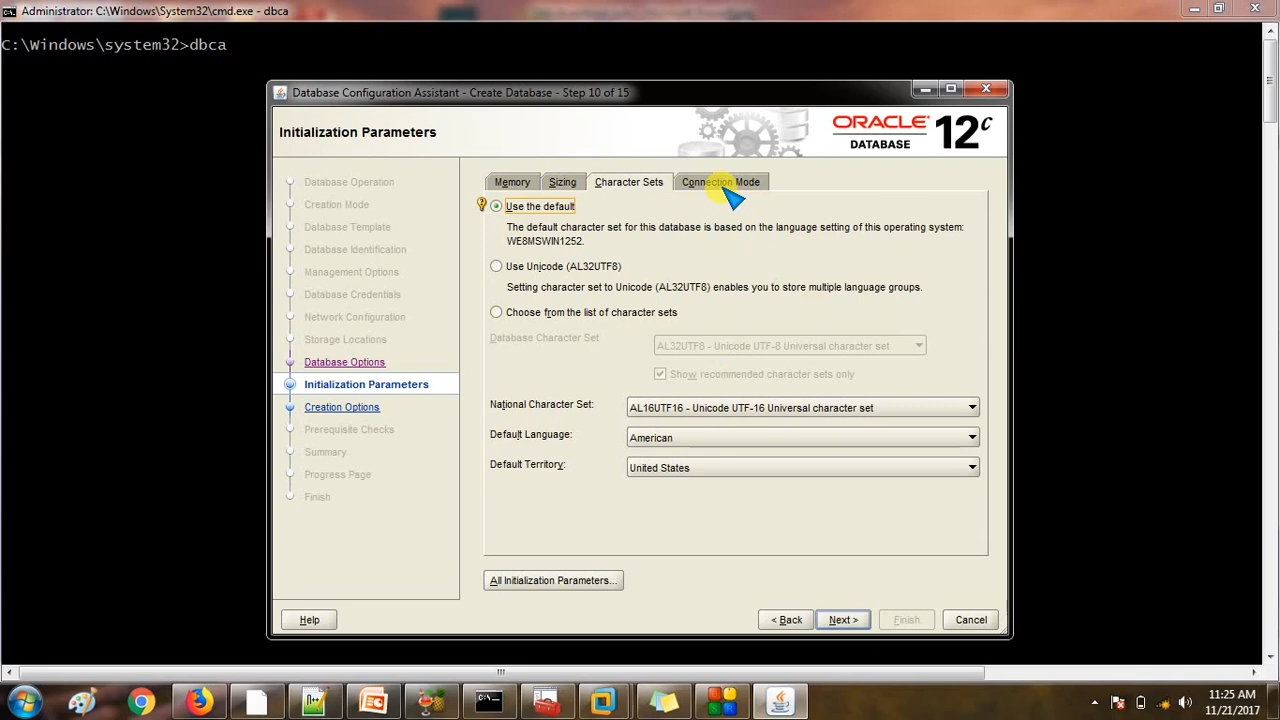 Administrator: C:\Windows\System32\cmd.exe - dbca
C:\Windows\system32>dbca
Database Configuration Assistant - Create Database - Step 10 of 15
Initialization Parameters
ORACLE
DATABASE
12c
Database Operation
Creation Mode
Database Template
Database Identification
Management Options
Database Credentials
Network Configuration
Storage Locations
Database Options
Initialization Parameters
Creation Options
Prerequisite Checks
Summary
Progress Page
Finish
Memory
Sizing
Character Sets
Connection Mode
Use the default
The default character set for this database is based on the language setting of this operating system:
WE8MSWIN1252.
Use Unicode (AL32UTF8)
Setting character set to Unicode (AL32UTF8) enables you to store multiple language groups.
Choose from the list of character sets
Database Character Set
AL32UTF8 - Unicode UTF-8 Universal character set
Show recommended character sets only
National Character Set:
AL16UTF16 - Unicode UTF-16 Universal character set
Default Language:
American
Default Territory:
United States
All Initialization Parameters...
Help
< Back
Next >
Finish
Cancel
11:25 AM
11/21/2017